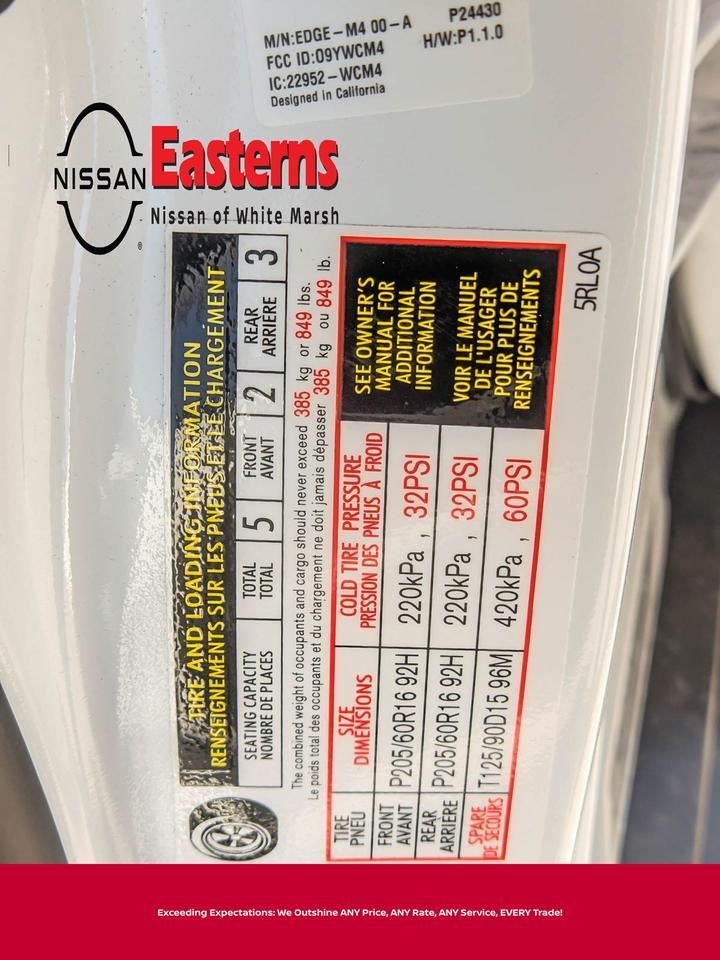 M/N:EDGE-M4 00-A P24430
FCC ID:O9YWCM4 H/W:P1.1.0
IC:22952-WCM4
Designed in California
NISSAN
®
Easterns
Nissan of White Marsh
TIRE AND LOADING INFORMATION
RENSEIGNEMENTS SUR LES PNEUS ET LE CHARGEMENT
SEATING CAPACITY TOTAL 5 FRONT 2 REAR 3
NOMBRE DE PLACES TOTAL AVANT ARRIÈRE
The combined weight of occupants and cargo should never exceed 385 kg or 849 lbs.
Le poids total des occupants et du chargement ne doit jamais dépasser 385 kg ou 849 lb.
TIRE SIZE COLD TIRE PRESSURE
PNEU DIMENSIONS PRESSION DES PNEUS À FROID
FRONT
AVANT P205/60R16 92H 220kPa , 32PSI
REAR
ARRIÈRE P205/60R16 92H 220kPa , 32PSI
SPARE
DE SECOURS T125/90D15 96M 420kPa , 60PSI
SEE OWNER'S
MANUAL FOR
ADDITIONAL
INFORMATION
VOIR LE MANUEL
DE L'USAGER
POUR PLUS DE
RENSEIGNEMENTS
5RL0A
Exceeding Expectations: We Outshine ANY Price, ANY Rate, ANY Service, EVERY Trade!